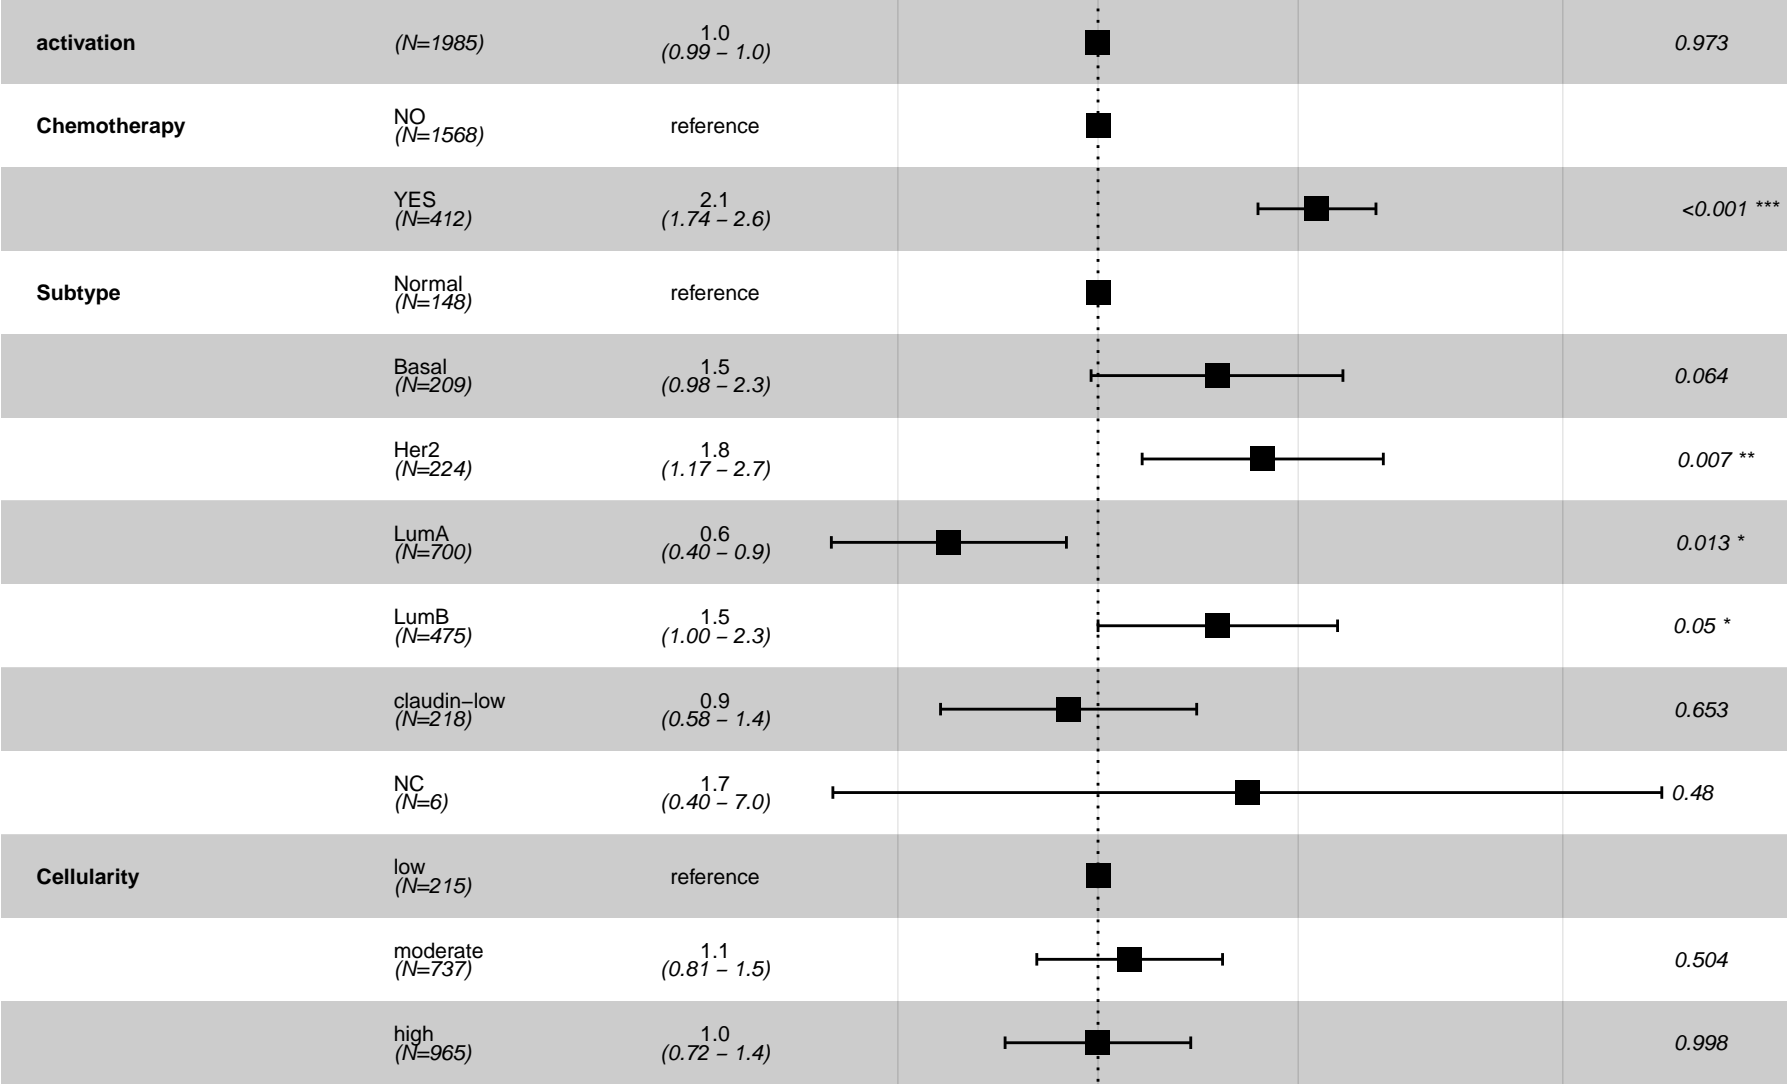 activation (N=1985) 1.0 (0.99 – 1.0) 0.973
Chemotherapy NO (N=1568) reference
YES (N=412) 2.1 (1.74 – 2.6) <0.001 ***
Subtype Normal (N=148) reference
Basal (N=209) 1.5 (0.98 – 2.3) 0.064
Her2 (N=224) 1.8 (1.17 – 2.7) 0.007 **
LumA (N=700) 0.6 (0.40 – 0.9) 0.013 *
LumB (N=475) 1.5 (1.00 – 2.3) 0.05 *
claudin−low (N=218) 0.9 (0.58 – 1.4) 0.653
NC (N=6) 1.7 (0.40 – 7.0) 0.48
Cellularity low (N=215) reference
moderate (N=737) 1.1 (0.81 – 1.5) 0.504
high (N=965) 1.0 (0.72 – 1.4) 0.998